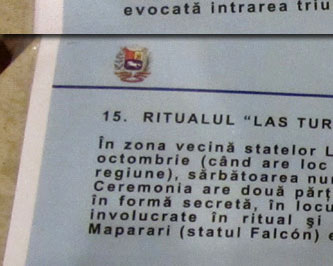 evocată intrarea triu
15. RITUALUL "LAS TUR
În zona vecină statelor L
octombrie (când are loc
regiune), sărbătoarea nu
Ceremonia are două părț
în formă secretă, în locu
involucrate în ritual și
Maparari (statul Falcón) e